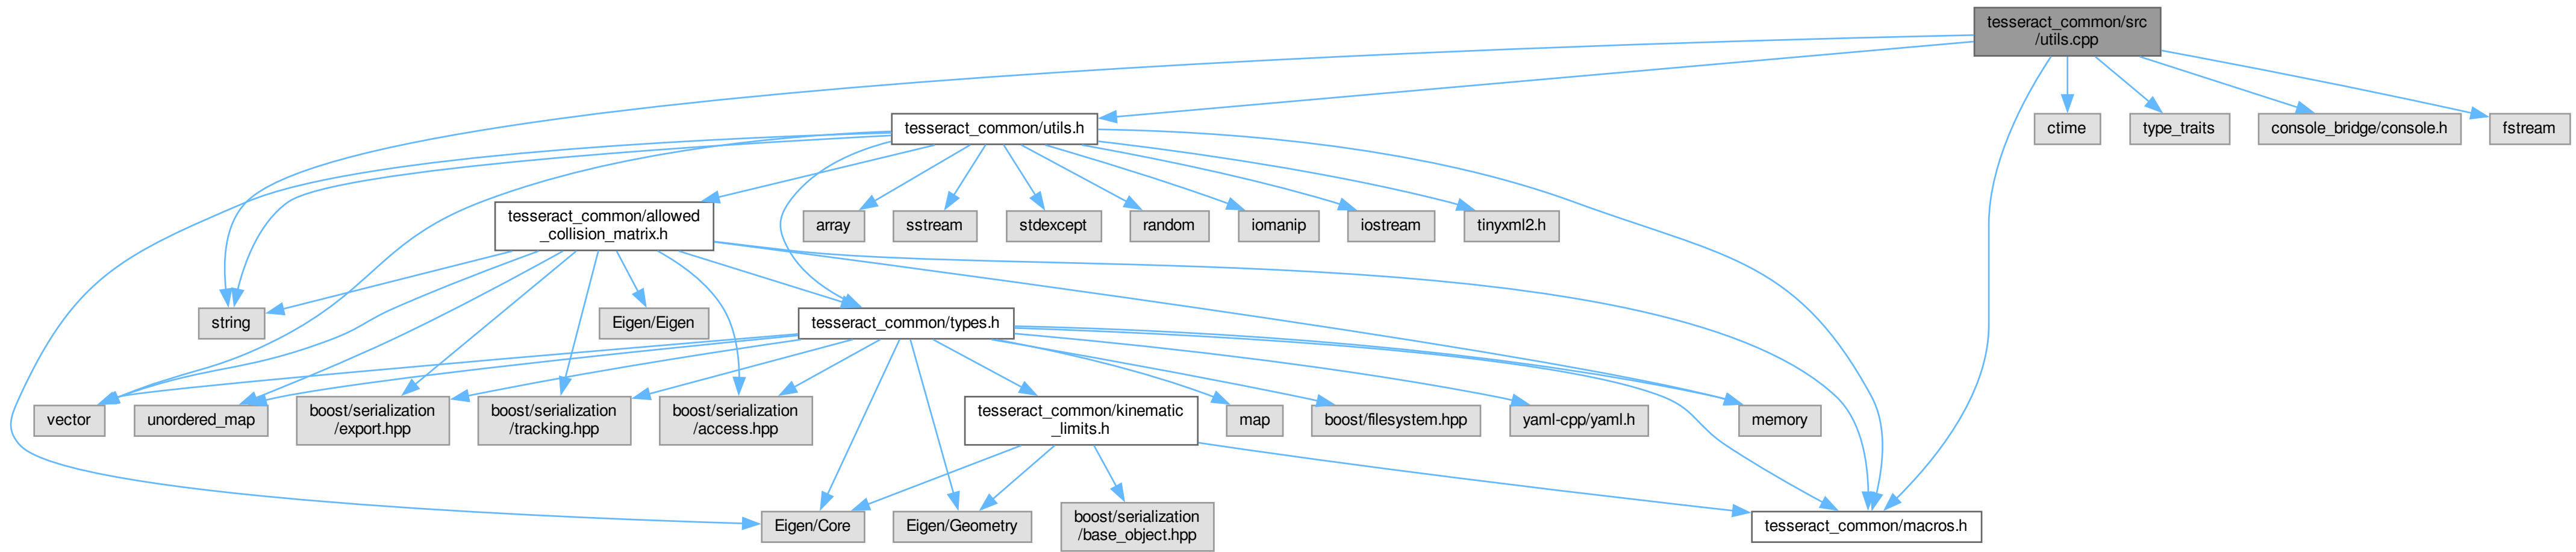 tesseract_common/src
/utils.cpp
tesseract_common/utils.h
ctime
type_traits
console_bridge/console.h
fstream
tesseract_common/allowed
_collision_matrix.h
array
sstream
stdexcept
random
iomanip
iostream
tinyxml2.h
string
Eigen/Eigen
tesseract_common/types.h
vector
unordered_map
boost/serialization
/export.hpp
boost/serialization
/tracking.hpp
boost/serialization
/access.hpp
tesseract_common/kinematic
_limits.h
map
boost/filesystem.hpp
yaml-cpp/yaml.h
memory
Eigen/Core
Eigen/Geometry
boost/serialization
/base_object.hpp
tesseract_common/macros.h